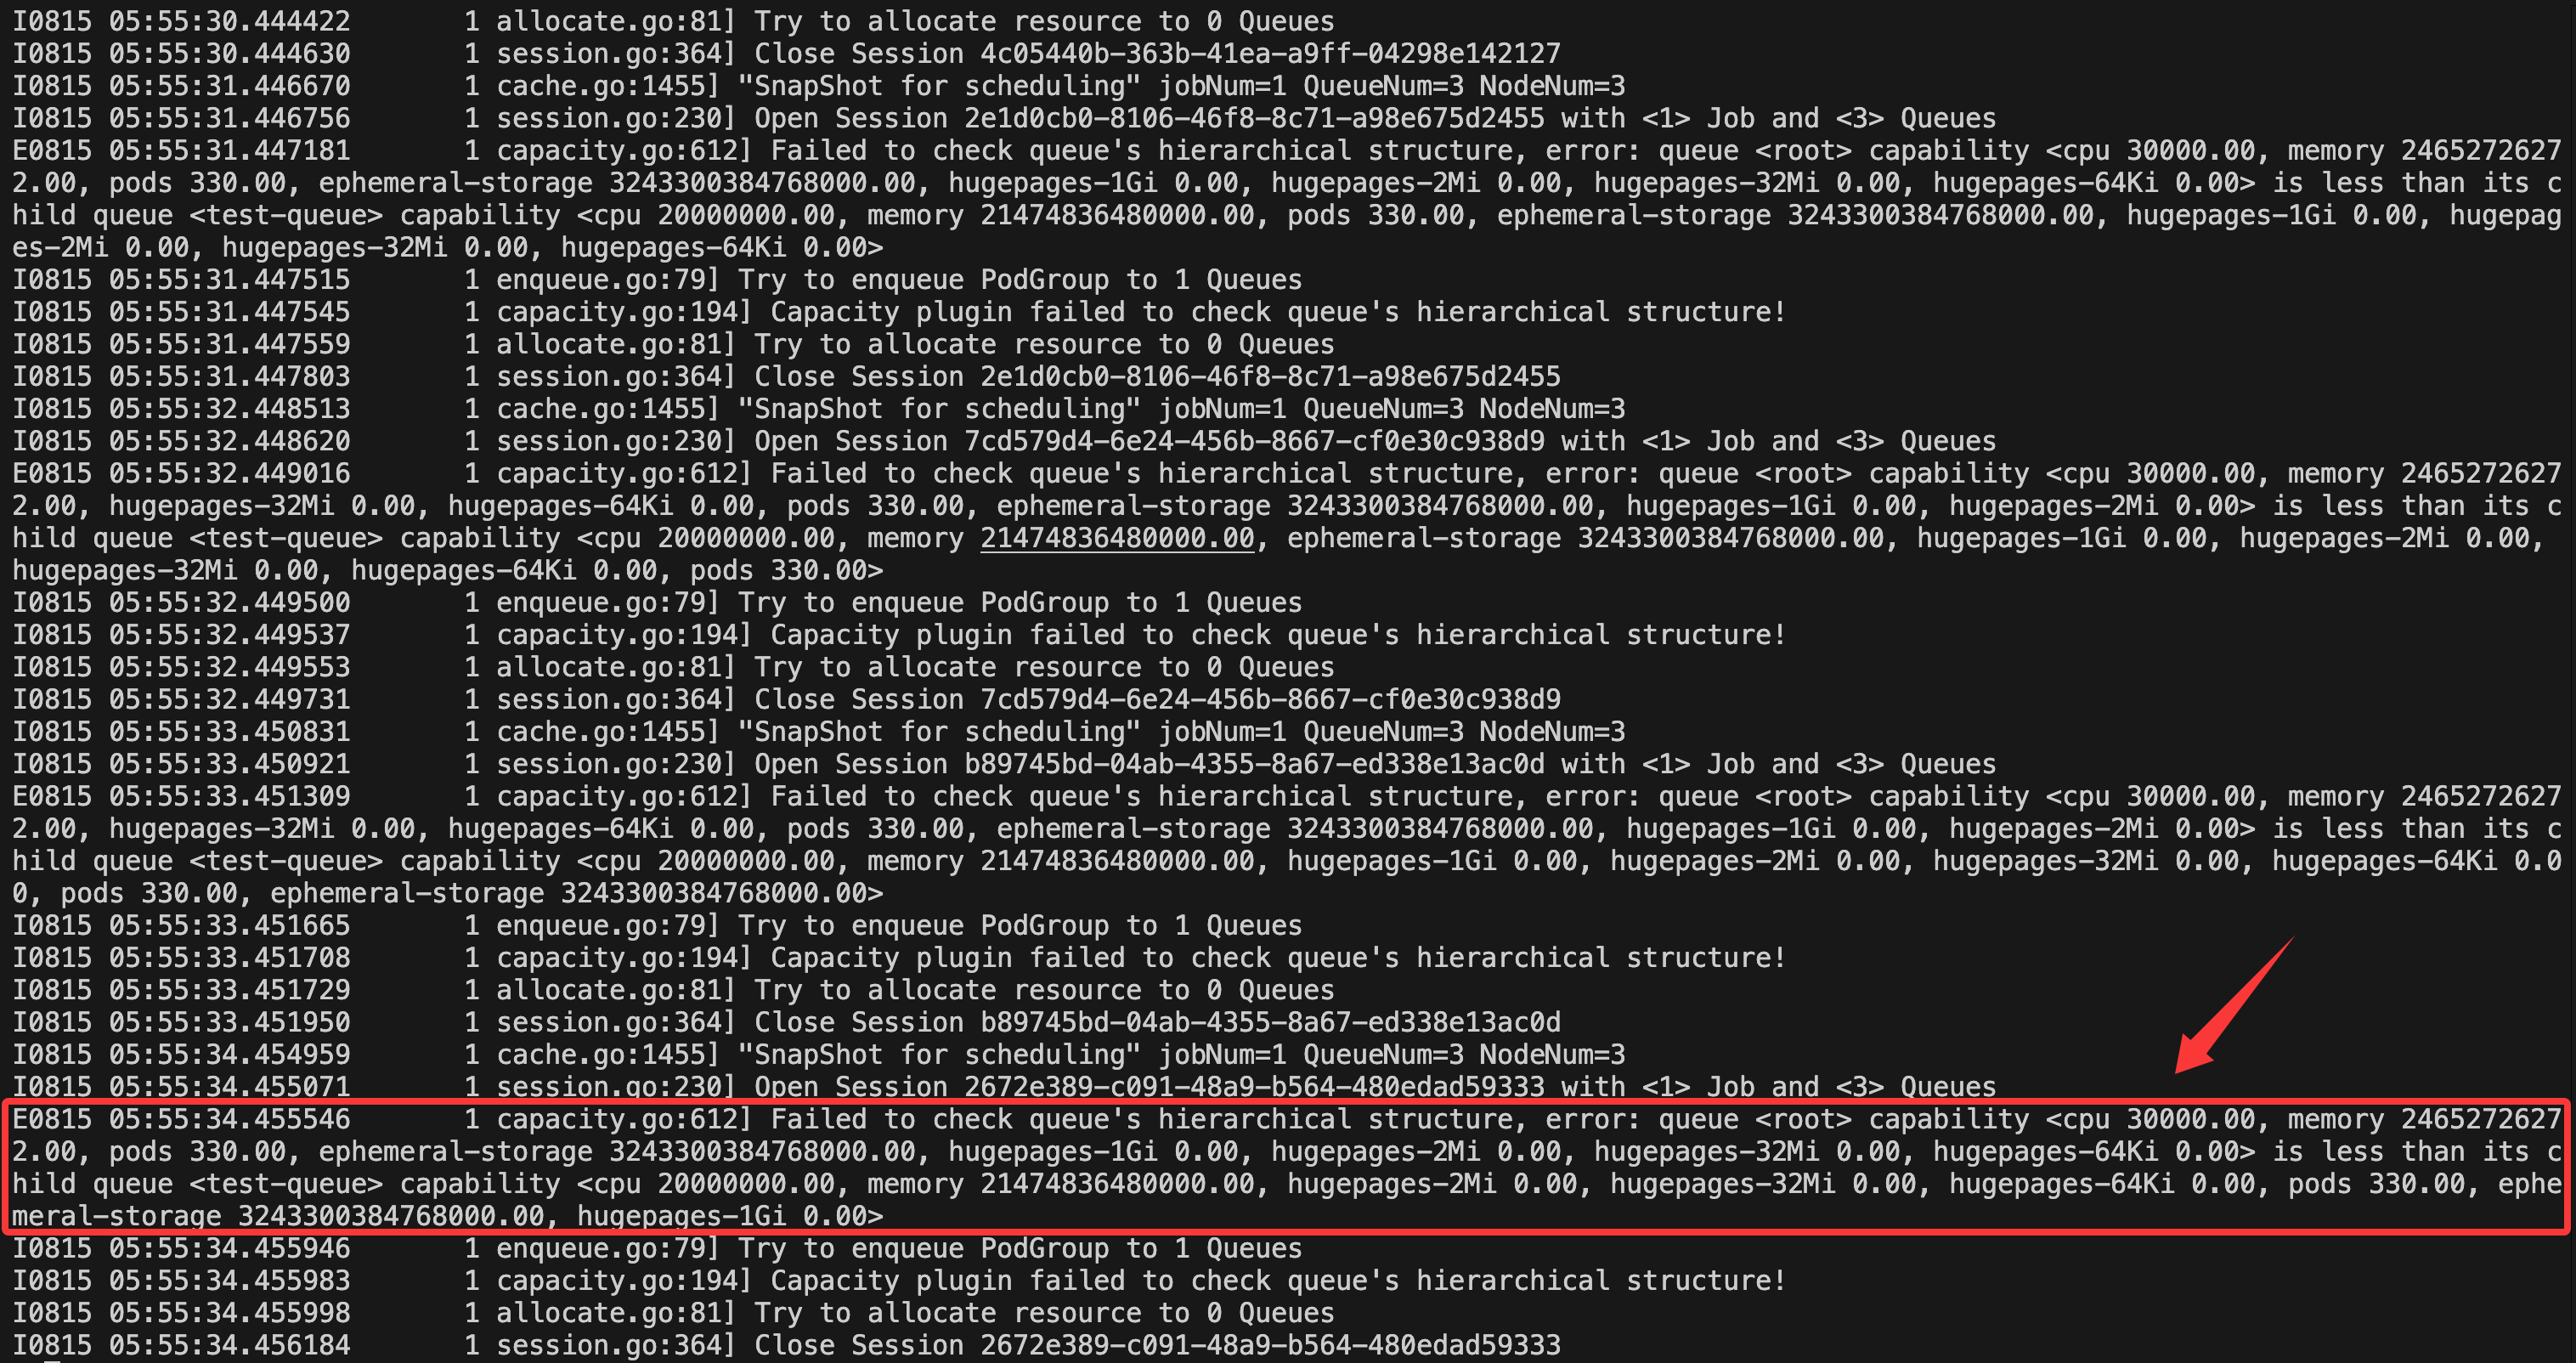 I0815 05:55:30.444422       1 allocate.go:81] Try to allocate resource to 0 Queues
I0815 05:55:30.444630       1 session.go:364] Close Session 4c05440b-363b-41ea-a9ff-04298e142127
I0815 05:55:31.446670       1 cache.go:1455] "SnapShot for scheduling" jobNum=1 QueueNum=3 NodeNum=3
I0815 05:55:31.446756       1 session.go:230] Open Session 2e1d0cb0-8106-46f8-8c71-a98e675d2455 with <1> Job and <3> Queues
E0815 05:55:31.447181       1 capacity.go:612] Failed to check queue's hierarchical structure, error: queue <root> capability <cpu 30000.00, memory 2465272627
2.00, pods 330.00, ephemeral-storage 3243300384768000.00, hugepages-1Gi 0.00, hugepages-2Mi 0.00, hugepages-32Mi 0.00, hugepages-64Ki 0.00> is less than its c
hild queue <test-queue> capability <cpu 20000000.00, memory 21474836480000.00, pods 330.00, ephemeral-storage 3243300384768000.00, hugepages-1Gi 0.00, hugepag
es-2Mi 0.00, hugepages-32Mi 0.00, hugepages-64Ki 0.00>
I0815 05:55:31.447515       1 enqueue.go:79] Try to enqueue PodGroup to 1 Queues
I0815 05:55:31.447545       1 capacity.go:194] Capacity plugin failed to check queue's hierarchical structure!
I0815 05:55:31.447559       1 allocate.go:81] Try to allocate resource to 0 Queues
I0815 05:55:31.447803       1 session.go:364] Close Session 2e1d0cb0-8106-46f8-8c71-a98e675d2455
I0815 05:55:32.448513       1 cache.go:1455] "SnapShot for scheduling" jobNum=1 QueueNum=3 NodeNum=3
I0815 05:55:32.448620       1 session.go:230] Open Session 7cd579d4-6e24-456b-8667-cf0e30c938d9 with <1> Job and <3> Queues
E0815 05:55:32.449016       1 capacity.go:612] Failed to check queue's hierarchical structure, error: queue <root> capability <cpu 30000.00, memory 2465272627
2.00, hugepages-32Mi 0.00, hugepages-64Ki 0.00, pods 330.00, ephemeral-storage 3243300384768000.00, hugepages-1Gi 0.00, hugepages-2Mi 0.00> is less than its c
hild queue <test-queue> capability <cpu 20000000.00, memory 21474836480000.00, ephemeral-storage 3243300384768000.00, hugepages-1Gi 0.00, hugepages-2Mi 0.00,
hugepages-32Mi 0.00, hugepages-64Ki 0.00, pods 330.00>
I0815 05:55:32.449500       1 enqueue.go:79] Try to enqueue PodGroup to 1 Queues
I0815 05:55:32.449537       1 capacity.go:194] Capacity plugin failed to check queue's hierarchical structure!
I0815 05:55:32.449553       1 allocate.go:81] Try to allocate resource to 0 Queues
I0815 05:55:32.449731       1 session.go:364] Close Session 7cd579d4-6e24-456b-8667-cf0e30c938d9
I0815 05:55:33.450831       1 cache.go:1455] "SnapShot for scheduling" jobNum=1 QueueNum=3 NodeNum=3
I0815 05:55:33.450921       1 session.go:230] Open Session b89745bd-04ab-4355-8a67-ed338e13ac0d with <1> Job and <3> Queues
E0815 05:55:33.451309       1 capacity.go:612] Failed to check queue's hierarchical structure, error: queue <root> capability <cpu 30000.00, memory 2465272627
2.00, hugepages-32Mi 0.00, hugepages-64Ki 0.00, pods 330.00, ephemeral-storage 3243300384768000.00, hugepages-1Gi 0.00, hugepages-2Mi 0.00> is less than its c
hild queue <test-queue> capability <cpu 20000000.00, memory 21474836480000.00, hugepages-1Gi 0.00, hugepages-2Mi 0.00, hugepages-32Mi 0.00, hugepages-64Ki 0.0
0, pods 330.00, ephemeral-storage 3243300384768000.00>
I0815 05:55:33.451665       1 enqueue.go:79] Try to enqueue PodGroup to 1 Queues
I0815 05:55:33.451708       1 capacity.go:194] Capacity plugin failed to check queue's hierarchical structure!
I0815 05:55:33.451729       1 allocate.go:81] Try to allocate resource to 0 Queues
I0815 05:55:33.451950       1 session.go:364] Close Session b89745bd-04ab-4355-8a67-ed338e13ac0d
I0815 05:55:34.454959       1 cache.go:1455] "SnapShot for scheduling" jobNum=1 QueueNum=3 NodeNum=3
I0815 05:55:34.455071       1 session.go:230] Open Session 2672e389-c091-48a9-b564-480edad59333 with <1> Job and <3> Queues
E0815 05:55:34.455546       1 capacity.go:612] Failed to check queue's hierarchical structure, error: queue <root> capability <cpu 30000.00, memory 2465272627
2.00, pods 330.00, ephemeral-storage 3243300384768000.00, hugepages-1Gi 0.00, hugepages-2Mi 0.00, hugepages-32Mi 0.00, hugepages-64Ki 0.00> is less than its c
hild queue <test-queue> capability <cpu 20000000.00, memory 21474836480000.00, hugepages-2Mi 0.00, hugepages-32Mi 0.00, hugepages-64Ki 0.00, pods 330.00, ephe
meral-storage 3243300384768000.00, hugepages-1Gi 0.00>
I0815 05:55:34.455946       1 enqueue.go:79] Try to enqueue PodGroup to 1 Queues
I0815 05:55:34.455983       1 capacity.go:194] Capacity plugin failed to check queue's hierarchical structure!
I0815 05:55:34.455998       1 allocate.go:81] Try to allocate resource to 0 Queues
I0815 05:55:34.456184       1 session.go:364] Close Session 2672e389-c091-48a9-b564-480edad59333